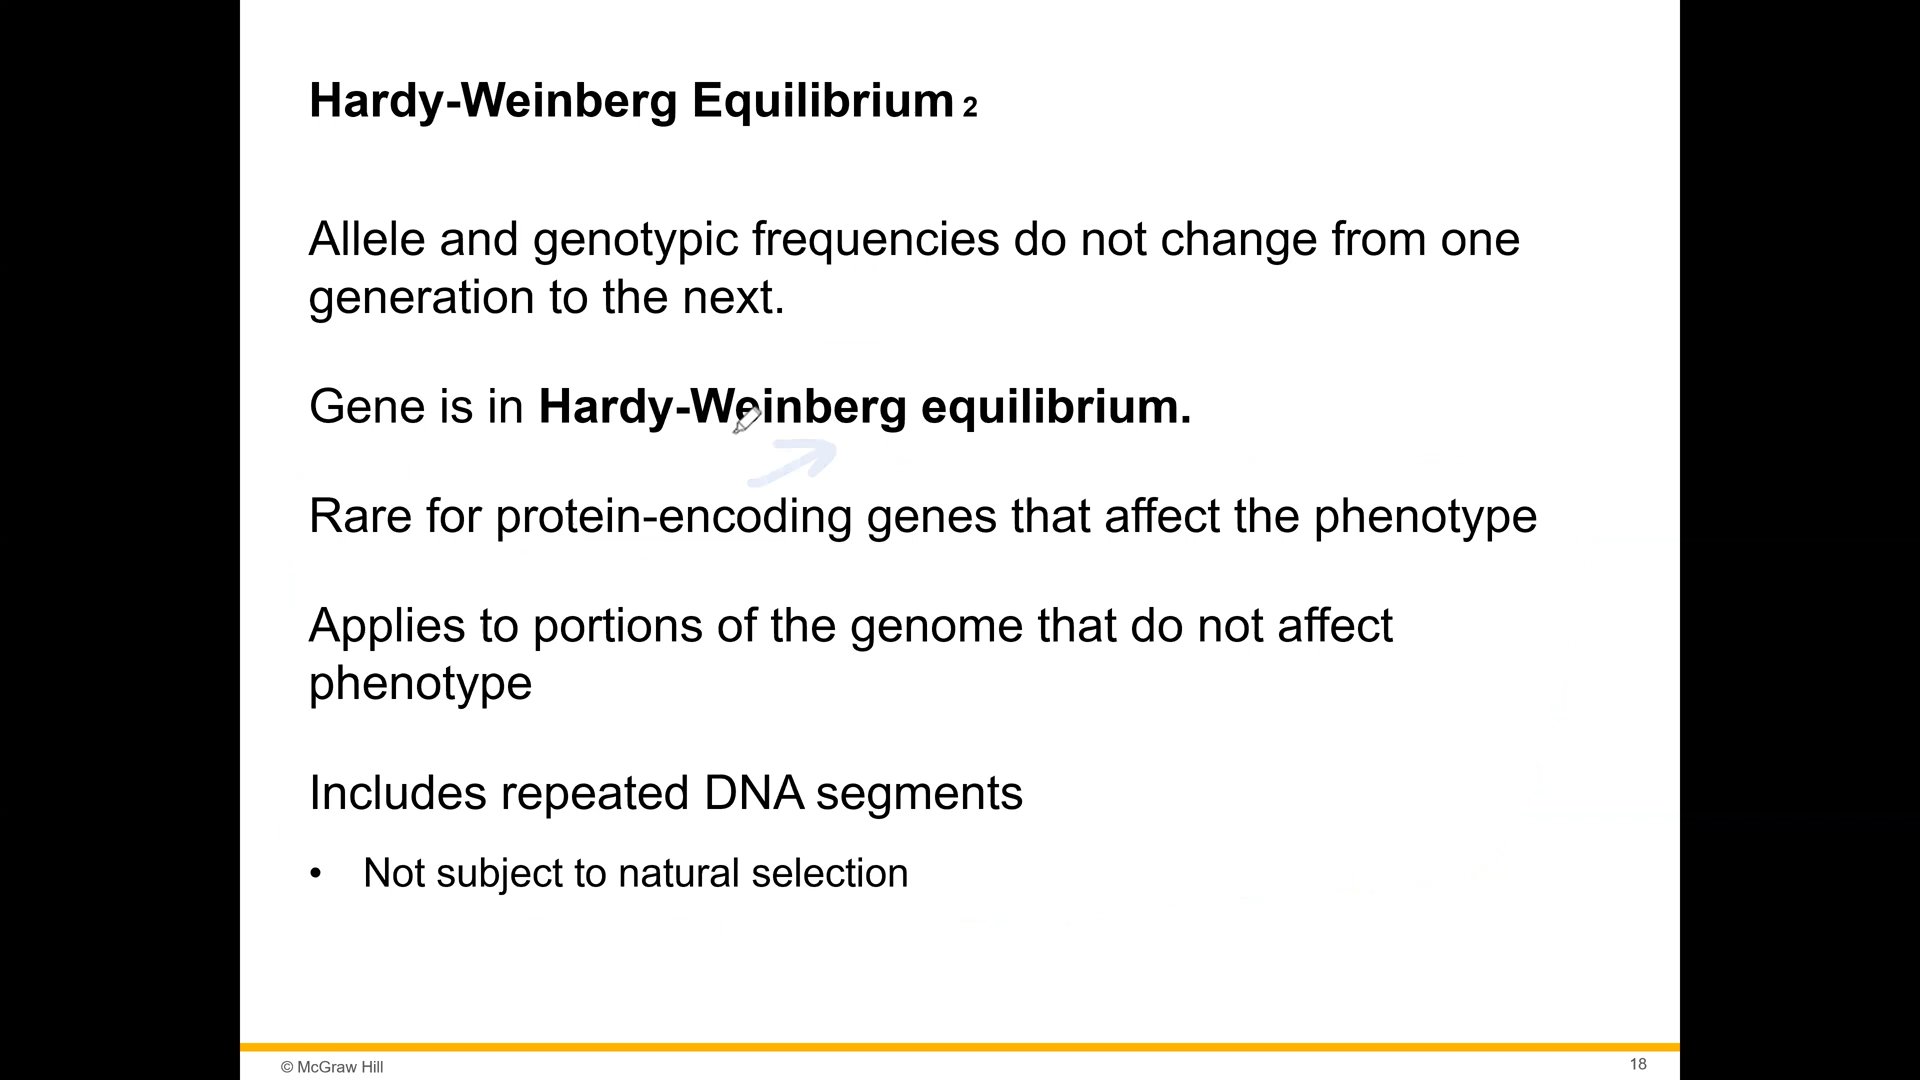 Hardy-Weinberg Equilibrium 2
Allele and genotypic frequencies do not change from one
generation to the next.
Gene is in Hardy-Weinberg equilibrium.
Rare for protein-encoding genes that affect the phenotype
Applies to portions of the genome that do not affect
phenotype
Includes repeated DNA segments
• Not subject to natural selection
© McGraw Hill
18